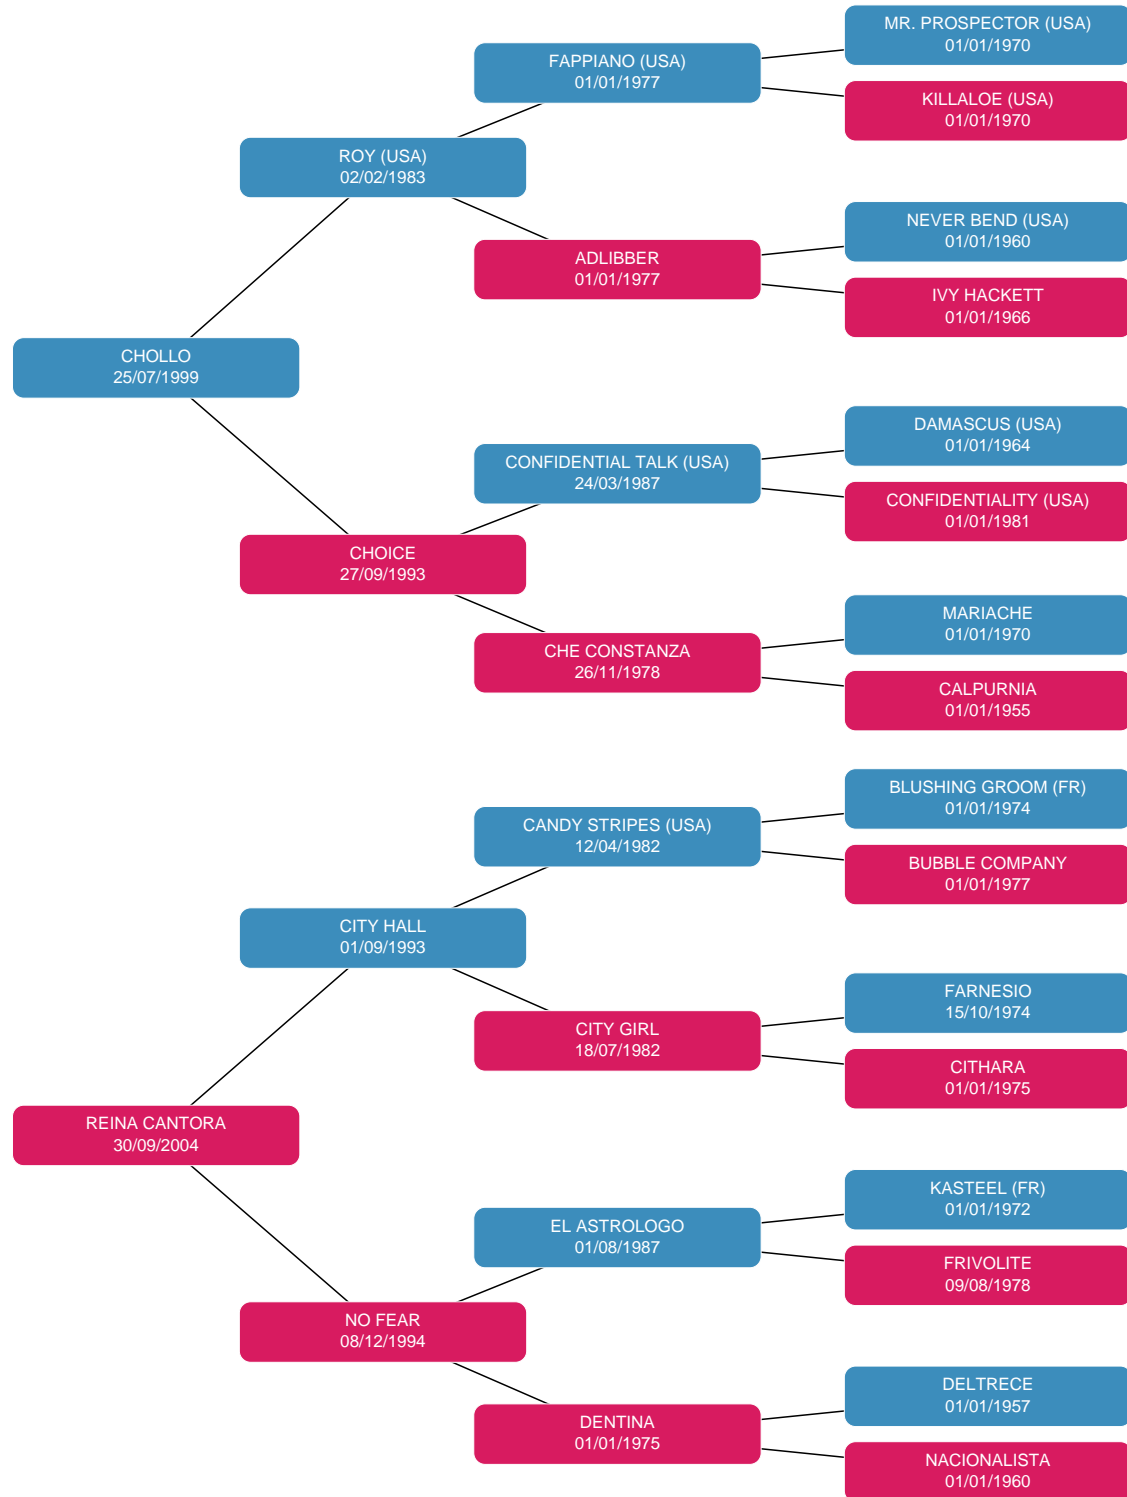 MR. PROSPECTOR (USA)
01/01/1970
FAPPIANO (USA)
01/01/1977
KILLALOE (USA)
01/01/1970
ROY (USA)
02/02/1983
NEVER BEND (USA)
01/01/1960
ADLIBBER
01/01/1977
IVY HACKETT
01/01/1966
CHOLLO
25/07/1999
DAMASCUS (USA)
01/01/1964
CONFIDENTIAL TALK (USA)
24/03/1987
CONFIDENTIALITY (USA)
01/01/1981
CHOICE
27/09/1993
MARIACHE
01/01/1970
CHE CONSTANZA
26/11/1978
CALPURNIA
01/01/1955
BLUSHING GROOM (FR)
01/01/1974
CANDY STRIPES (USA)
12/04/1982
BUBBLE COMPANY
01/01/1977
CITY HALL
01/09/1993
FARNESIO
15/10/1974
CITY GIRL
18/07/1982
CITHARA
01/01/1975
REINA CANTORA
30/09/2004
KASTEEL (FR)
01/01/1972
EL ASTROLOGO
01/08/1987
FRIVOLITE
09/08/1978
NO FEAR
08/12/1994
DELTRECE
01/01/1957
DENTINA
01/01/1975
NACIONALISTA
01/01/1960